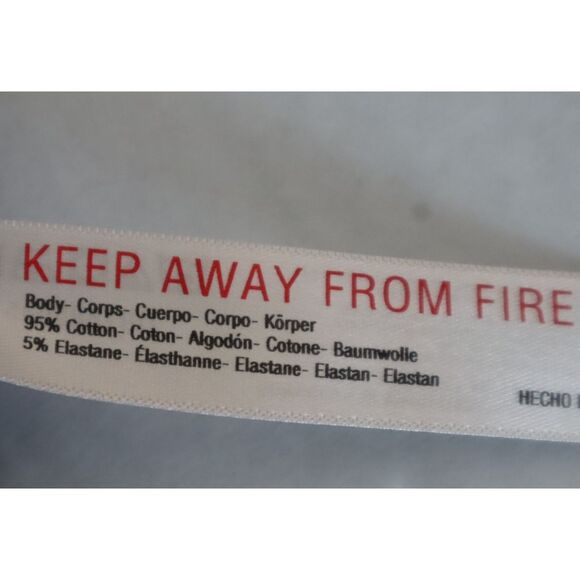 KEEP AWAY FROM FIRE
Body- Corps- Cuerpo- Corpo- Körper
95% Cotton- Coton- Algodón- Cotone- Baumwolle
5% Elastane- Élasthanne- Elastane- Elastan- Elastan
HECHO